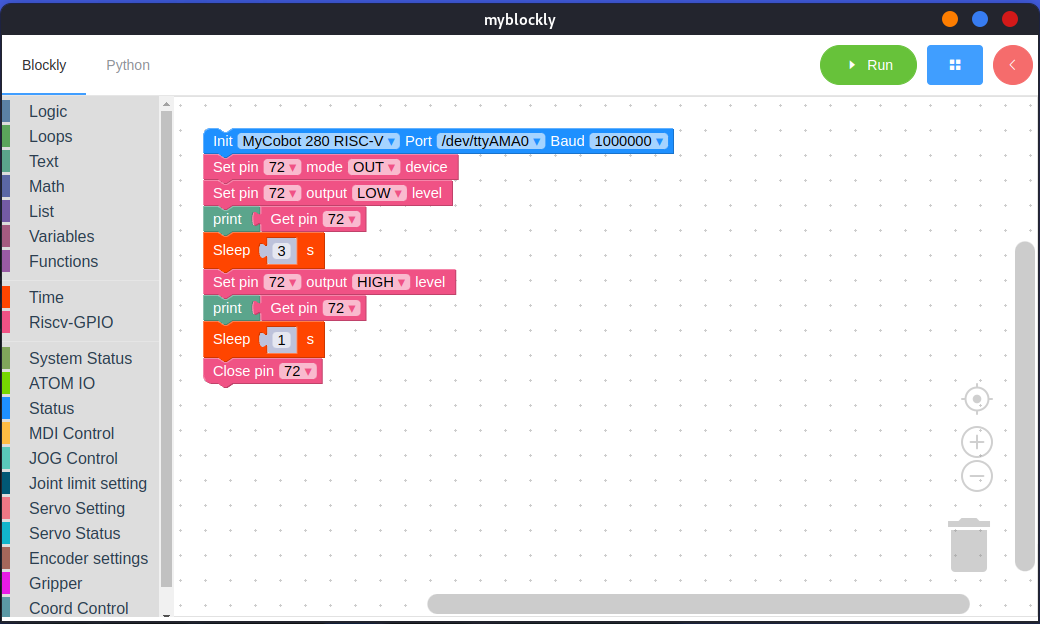 myblockly
Blockly Python Run
Logic
Loops
Text
Math
List
Variables
Functions
Time
Riscv-GPIO
System Status
ATOM IO
Status
MDI Control
JOG Control
Joint limit setting
Servo Setting
Servo Status
Encoder settings
Gripper
Coord Control
Init MyCobot 280 RISC-V Port /dev/ttyAMA0 Baud 1000000
Set pin 72 mode OUT device
Set pin 72 output LOW level
print Get pin 72
Sleep 3 s
Set pin 72 output HIGH level
print Get pin 72
Sleep 1 s
Close pin 72